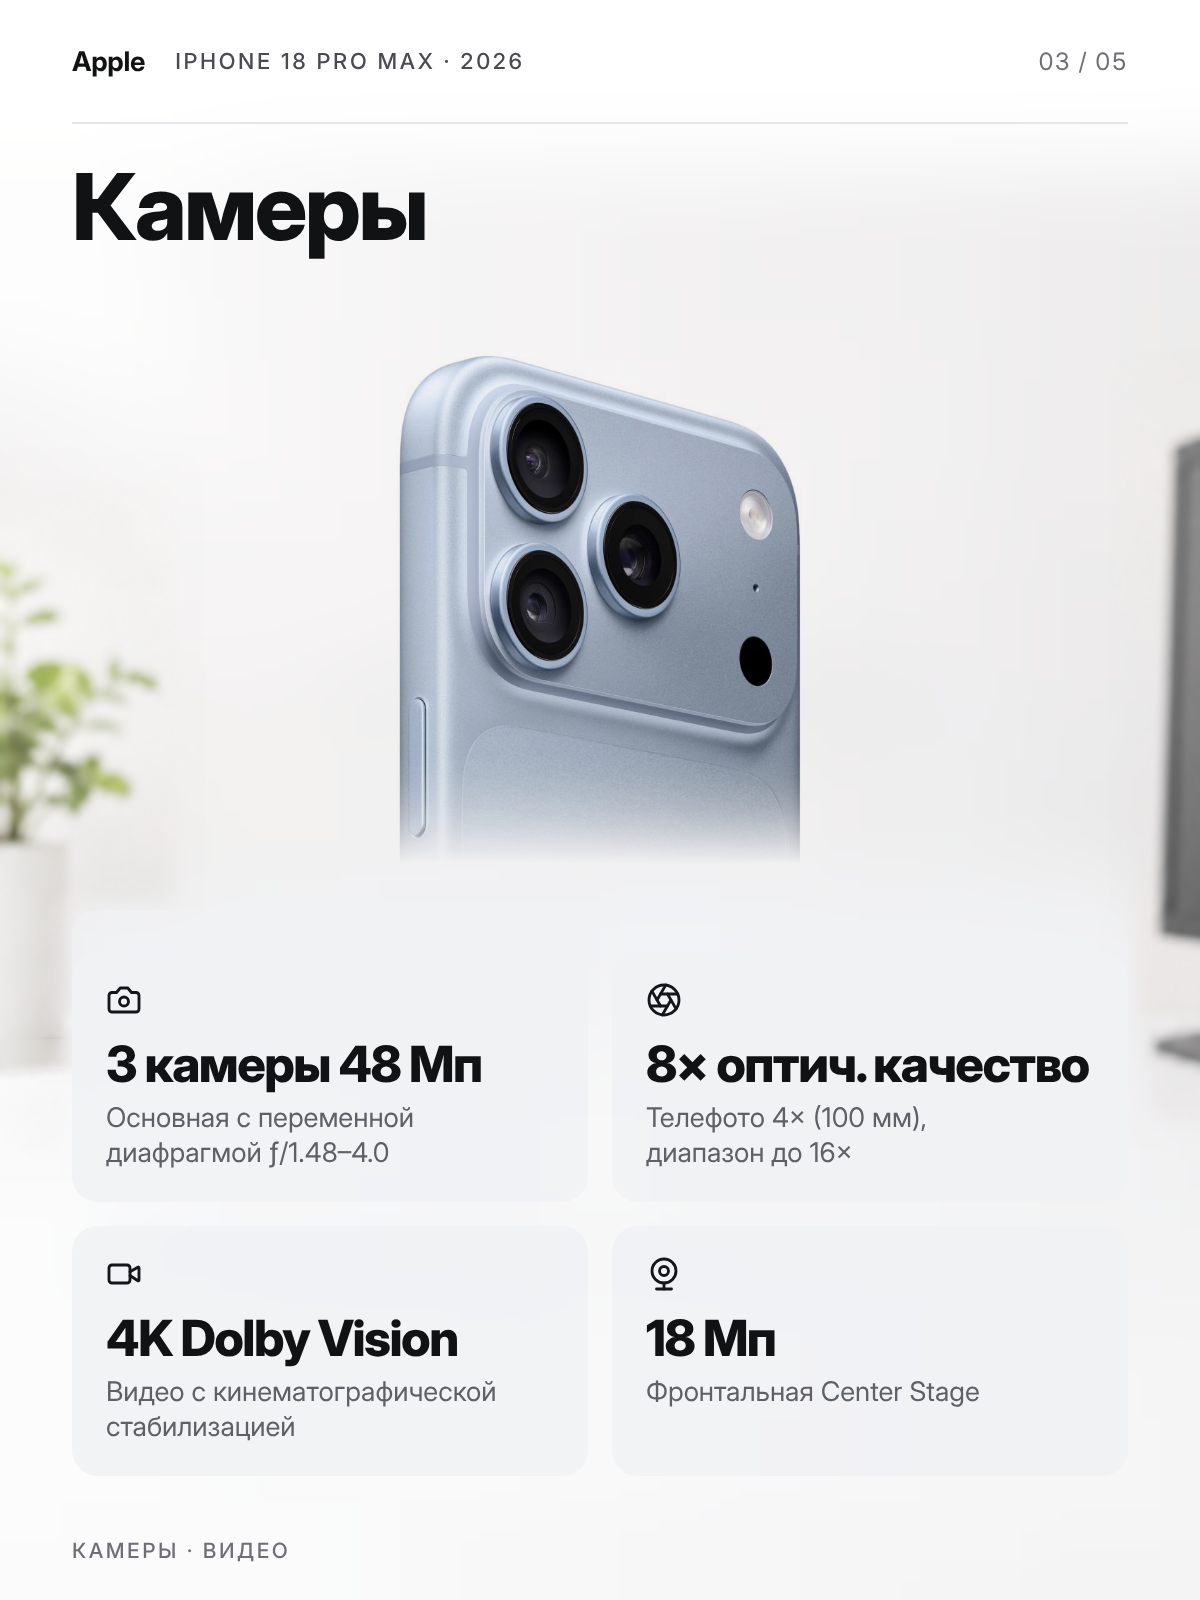 Apple IPHONE 18 PRO MAX · 2026 03 / 05
Камеры
3 камеры 48 Мп
Основная с переменной
диафрагмой ƒ/1.48–4.0
8× оптич. качество
Телефото 4× (100 мм),
диапазон до 16×
4K Dolby Vision
Видео с кинематографической
стабилизацией
18 Мп
Фронтальная Center Stage
КАМЕРЫ · ВИДЕО